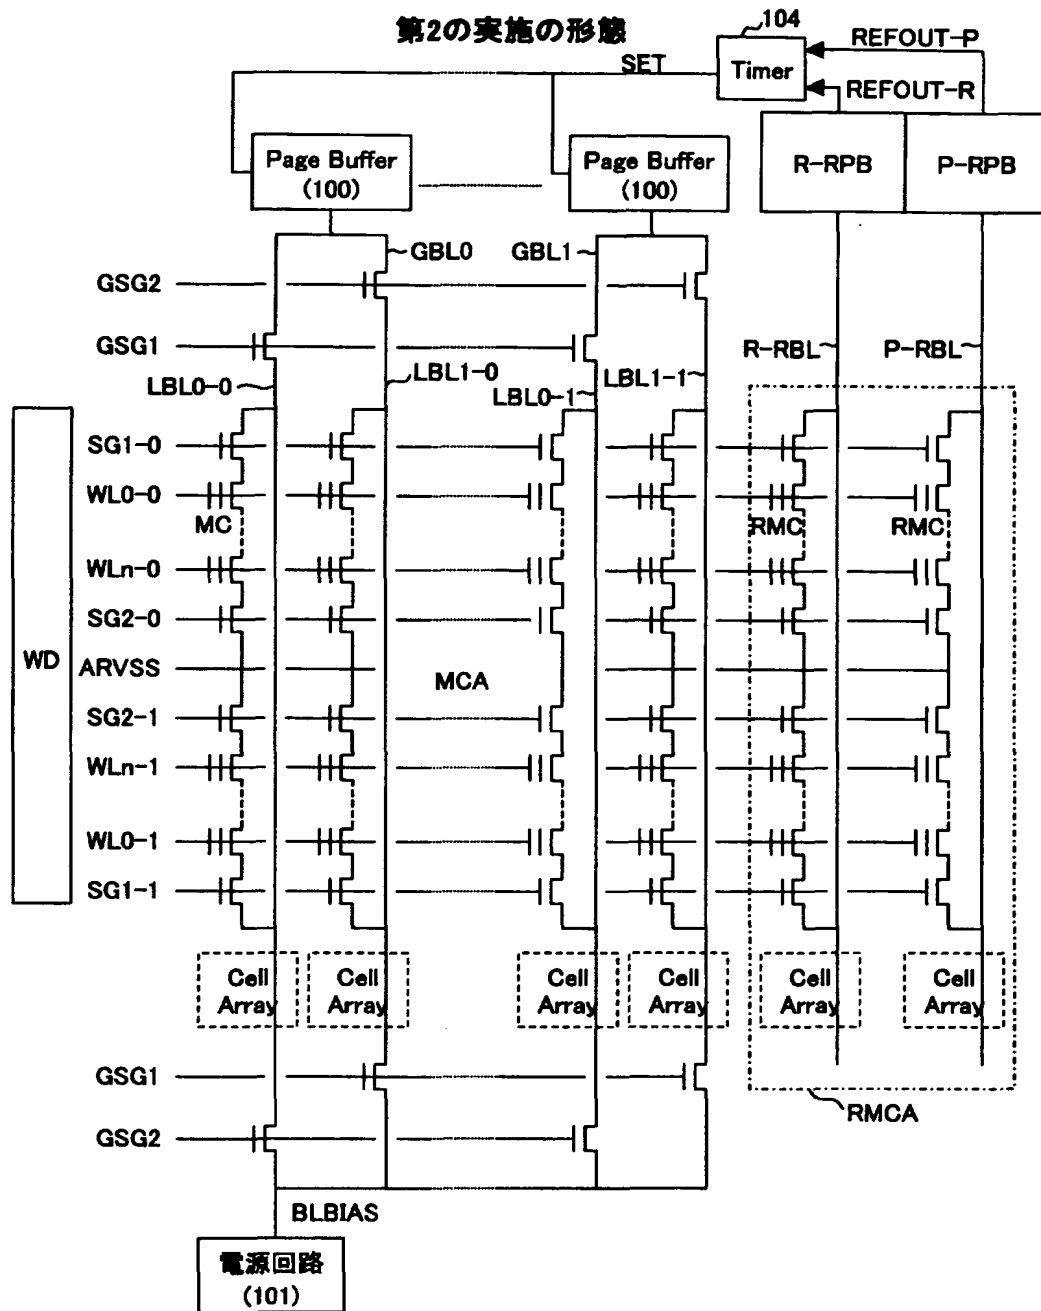 第2の実施の形態
104
REFOUT-P
SET
Timer
REFOUT-R
Page Buffer
(100)
Page Buffer
(100)
R-RPB
P-RPB
GBL0
GBL1
GSG2
GSG1
R-RBL
P-RBL
LBL0-0
LBL1-0
LBL0-1
LBL1-1
SG1-0
WL0-0
MC
RMC
RMC
WLn-0
SG2-0
WD
ARVSS
MCA
SG2-1
WLn-1
WL0-1
SG1-1
Cell
Array
Cell
Array
Cell
Array
Cell
Array
Cell
Array
Cell
Array
GSG1
RMCA
GSG2
BLBIAS
電源回路
(101)